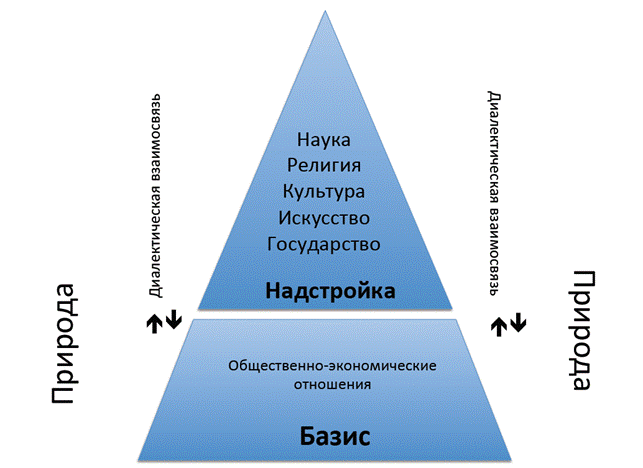 Наука
Религия
Культура
Искусство
Государство
Надстройка
Диалектическая взаимосвязь
Диалектическая взаимосвязь
Природа
Природа
Общественно-экономические
отношения
Базис